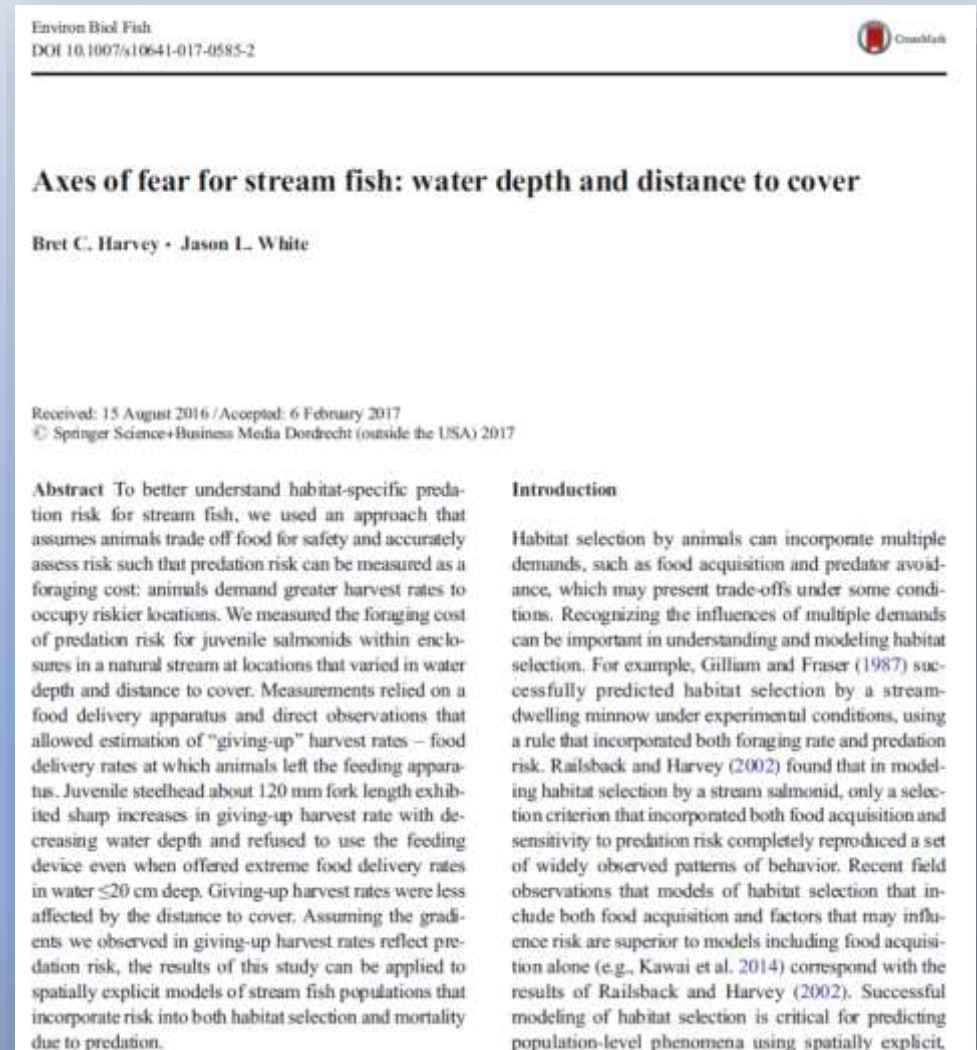 Environ Biol Fish
DOI 10.1007/s10641-017-0585-2
CrossMark
Axes of fear for stream fish: water depth and distance to cover
Bret C. Harvey · Jason L. White
Received: 15 August 2016 / Accepted: 6 February 2017
© Springer Science+Business Media Dordrecht (outside the USA) 2017
Abstract To better understand habitat-specific preda-
tion risk for stream fish, we used an approach that
assumes animals trade off food for safety and accurately
assess risk such that predation risk can be measured as a
foraging cost: animals demand greater harvest rates to
occupy riskier locations. We measured the foraging cost
of predation risk for juvenile salmonids within enclo-
sures in a natural stream at locations that varied in water
depth and distance to cover. Measurements relied on a
food delivery apparatus and direct observations that
allowed estimation of “giving-up” harvest rates – food
delivery rates at which animals left the feeding appara-
tus. Juvenile steelhead about 120 mm fork length exhib-
ited sharp increases in giving-up harvest rate with de-
creasing water depth and refused to use the feeding
device even when offered extreme food delivery rates
in water ≤20 cm deep. Giving-up harvest rates were less
affected by the distance to cover. Assuming the gradi-
ents we observed in giving-up harvest rates reflect pre-
dation risk, the results of this study can be applied to
spatially explicit models of stream fish populations that
incorporate risk into both habitat selection and mortality
due to predation.
Introduction
Habitat selection by animals can incorporate multiple
demands, such as food acquisition and predator avoid-
ance, which may present trade-offs under some condi-
tions. Recognizing the influences of multiple demands
can be important in understanding and modeling habitat
selection. For example, Gilliam and Fraser (1987) suc-
cessfully predicted habitat selection by a stream-
dwelling minnow under experimental conditions, using
a rule that incorporated both foraging rate and predation
risk. Railsback and Harvey (2002) found that in model-
ing habitat selection by a stream salmonid, only a selec-
tion criterion that incorporated both food acquisition and
sensitivity to predation risk completely reproduced a set
of widely observed patterns of behavior. Recent field
observations that models of habitat selection that in-
clude both food acquisition and factors that may influ-
ence risk are superior to models including food acquisi-
tion alone (e.g., Kawai et al. 2014) correspond with the
results of Railsback and Harvey (2002). Successful
modeling of habitat selection is critical for predicting
population-level phenomena using spatially explicit,